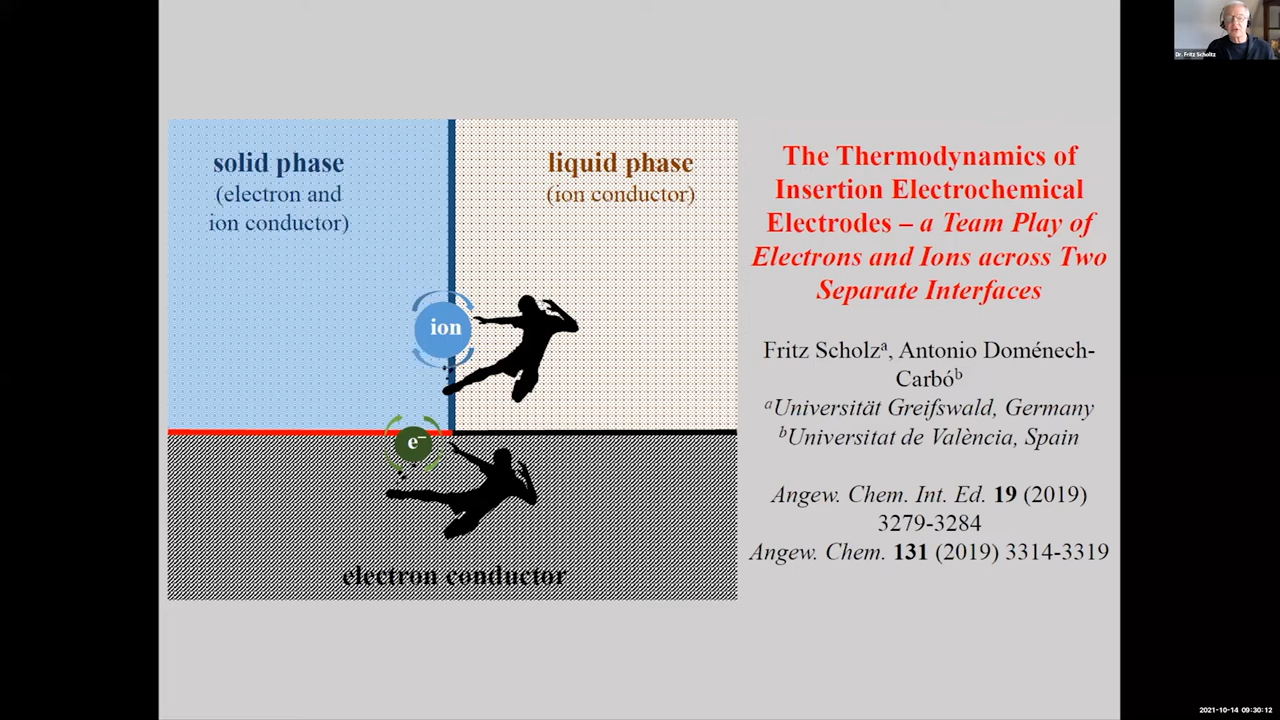 solid phase
(electron and
ion conductor)
liquid phase
(ion conductor)
ion
e⁻
electron conductor
The Thermodynamics of
Insertion Electrochemical
Electrodes – a Team Play of
Electrons and Ions across Two
Separate Interfaces
Fritz Scholzᵃ, Antonio Doménech-
Carbóᵇ
ᵃUniversität Greifswald, Germany
ᵇUniversitat de València, Spain
Angew. Chem. Int. Ed. 19 (2019)
3279-3284
Angew. Chem. 131 (2019) 3314-3319
Dr. Fritz Scholtz
2021-10-14 09:30:12